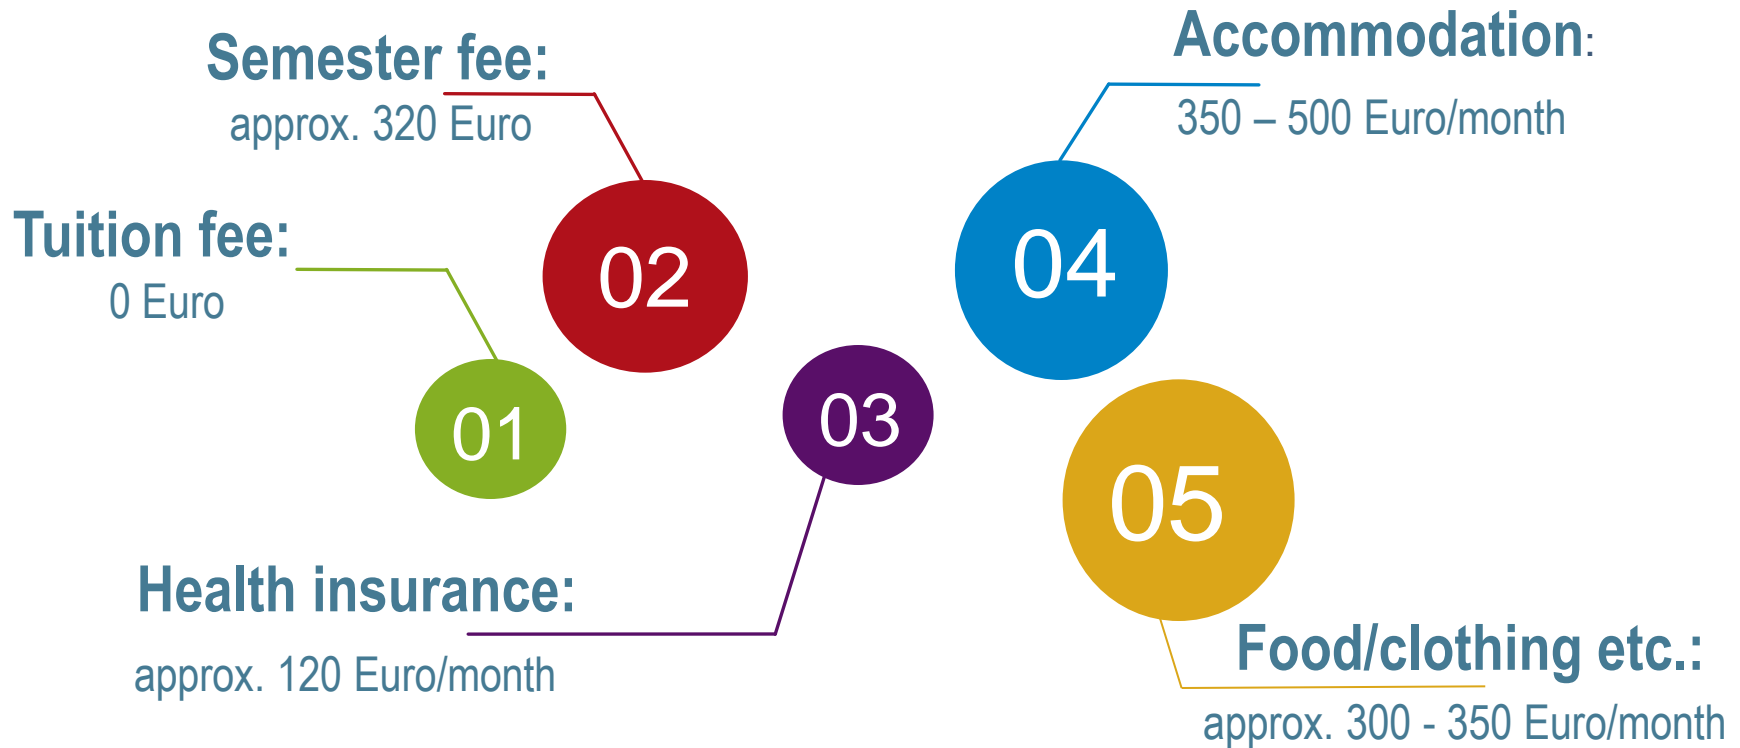 Semester fee:
approx. 320 Euro
Accommodation:
350 – 500 Euro/month
Tuition fee:
0 Euro
02
04
01
03
05
Health insurance:
approx. 120 Euro/month
Food/clothing etc.:
approx. 300 - 350 Euro/month